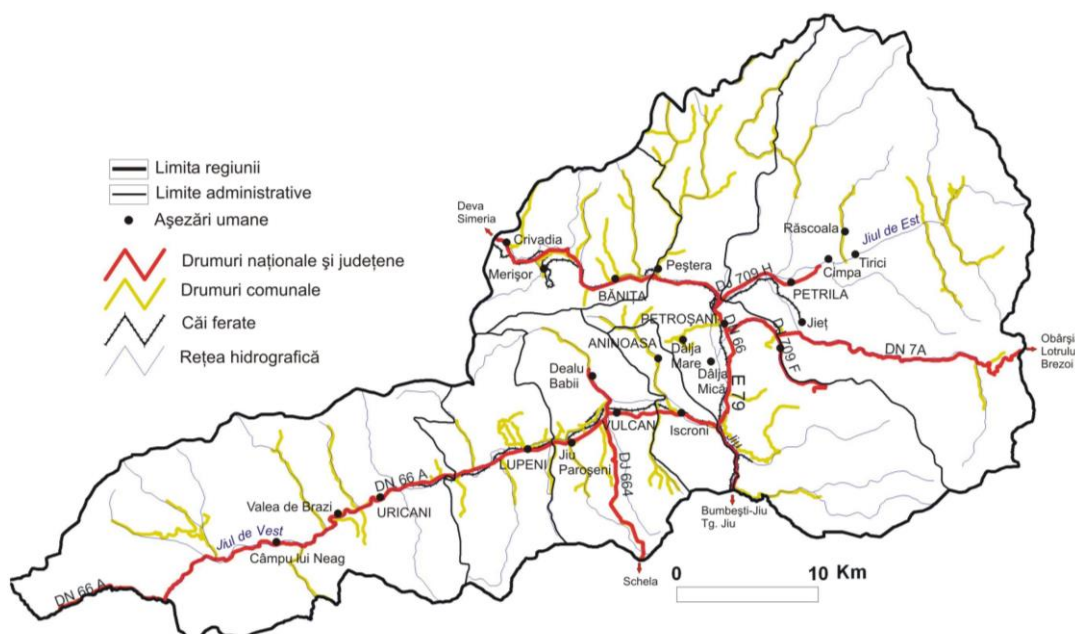 Limita regiunii
Limite administrative
Așezări umane
Drumuri naționale și județene
Drumuri comunale
Căi ferate
Rețea hidrografică
Deva
Simeria
Crivadia
Merișor
BĂNIȚA
Peștera
DJ 709 H
Răscoala
Jiul de Est
Tirici
Cimpa
PETRILA
PETROȘANI
DN 66
Jieț
DJ 709 F
DN 7A
Obârși
Lotrulu
Brezoi
ANINOASA
Dâlja
Mare
Dâlja
Mică
E 79
Dealu
Babii
VULCAN
Iscroni
Jiu
LUPENI
Jiu
Paroșeni
DJ 664
DN 66 A
URICANI
Valea de Brazi
Jiul de Vest
Câmpu lui Neag
DN 66 A
Bumbești-Jiu
Tg. Jiu
Schela
0 10 Km